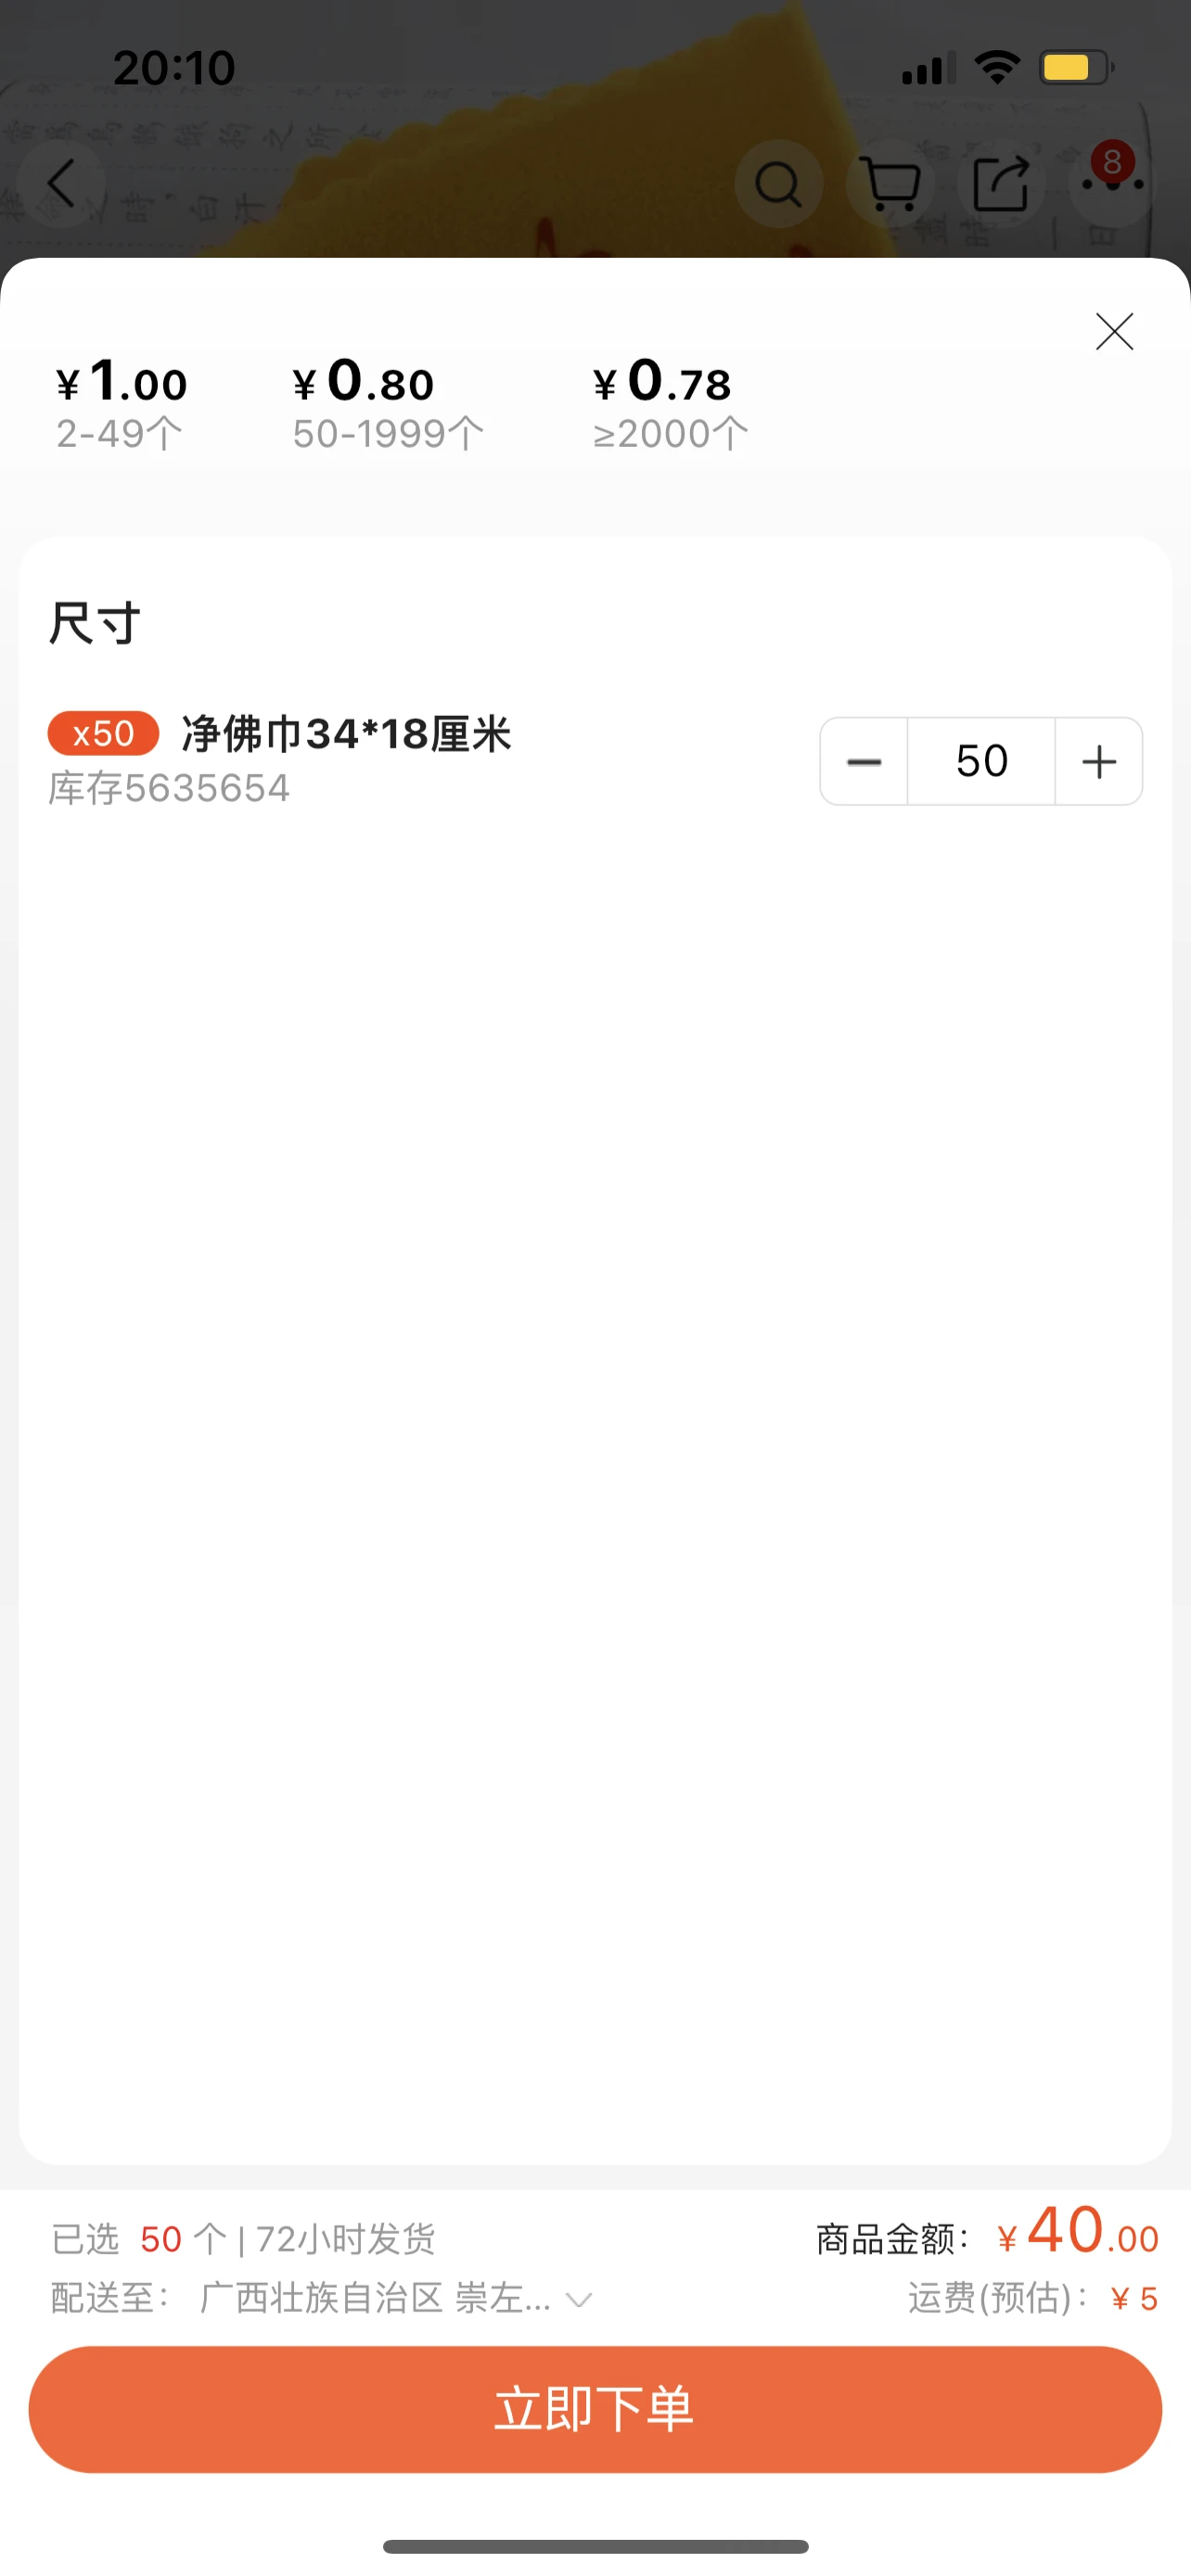 20:10
8
¥1.00 ¥0.80 ¥0.78
2-49个 50-1999个 ≥2000个
尺寸
x50 净佛巾34*18厘米
库存5635654
50
已选 50 个 | 72小时发货 商品金额: ¥40.00
配送至: 广西壮族自治区 崇左... 运费(预估): ¥5
立即下单